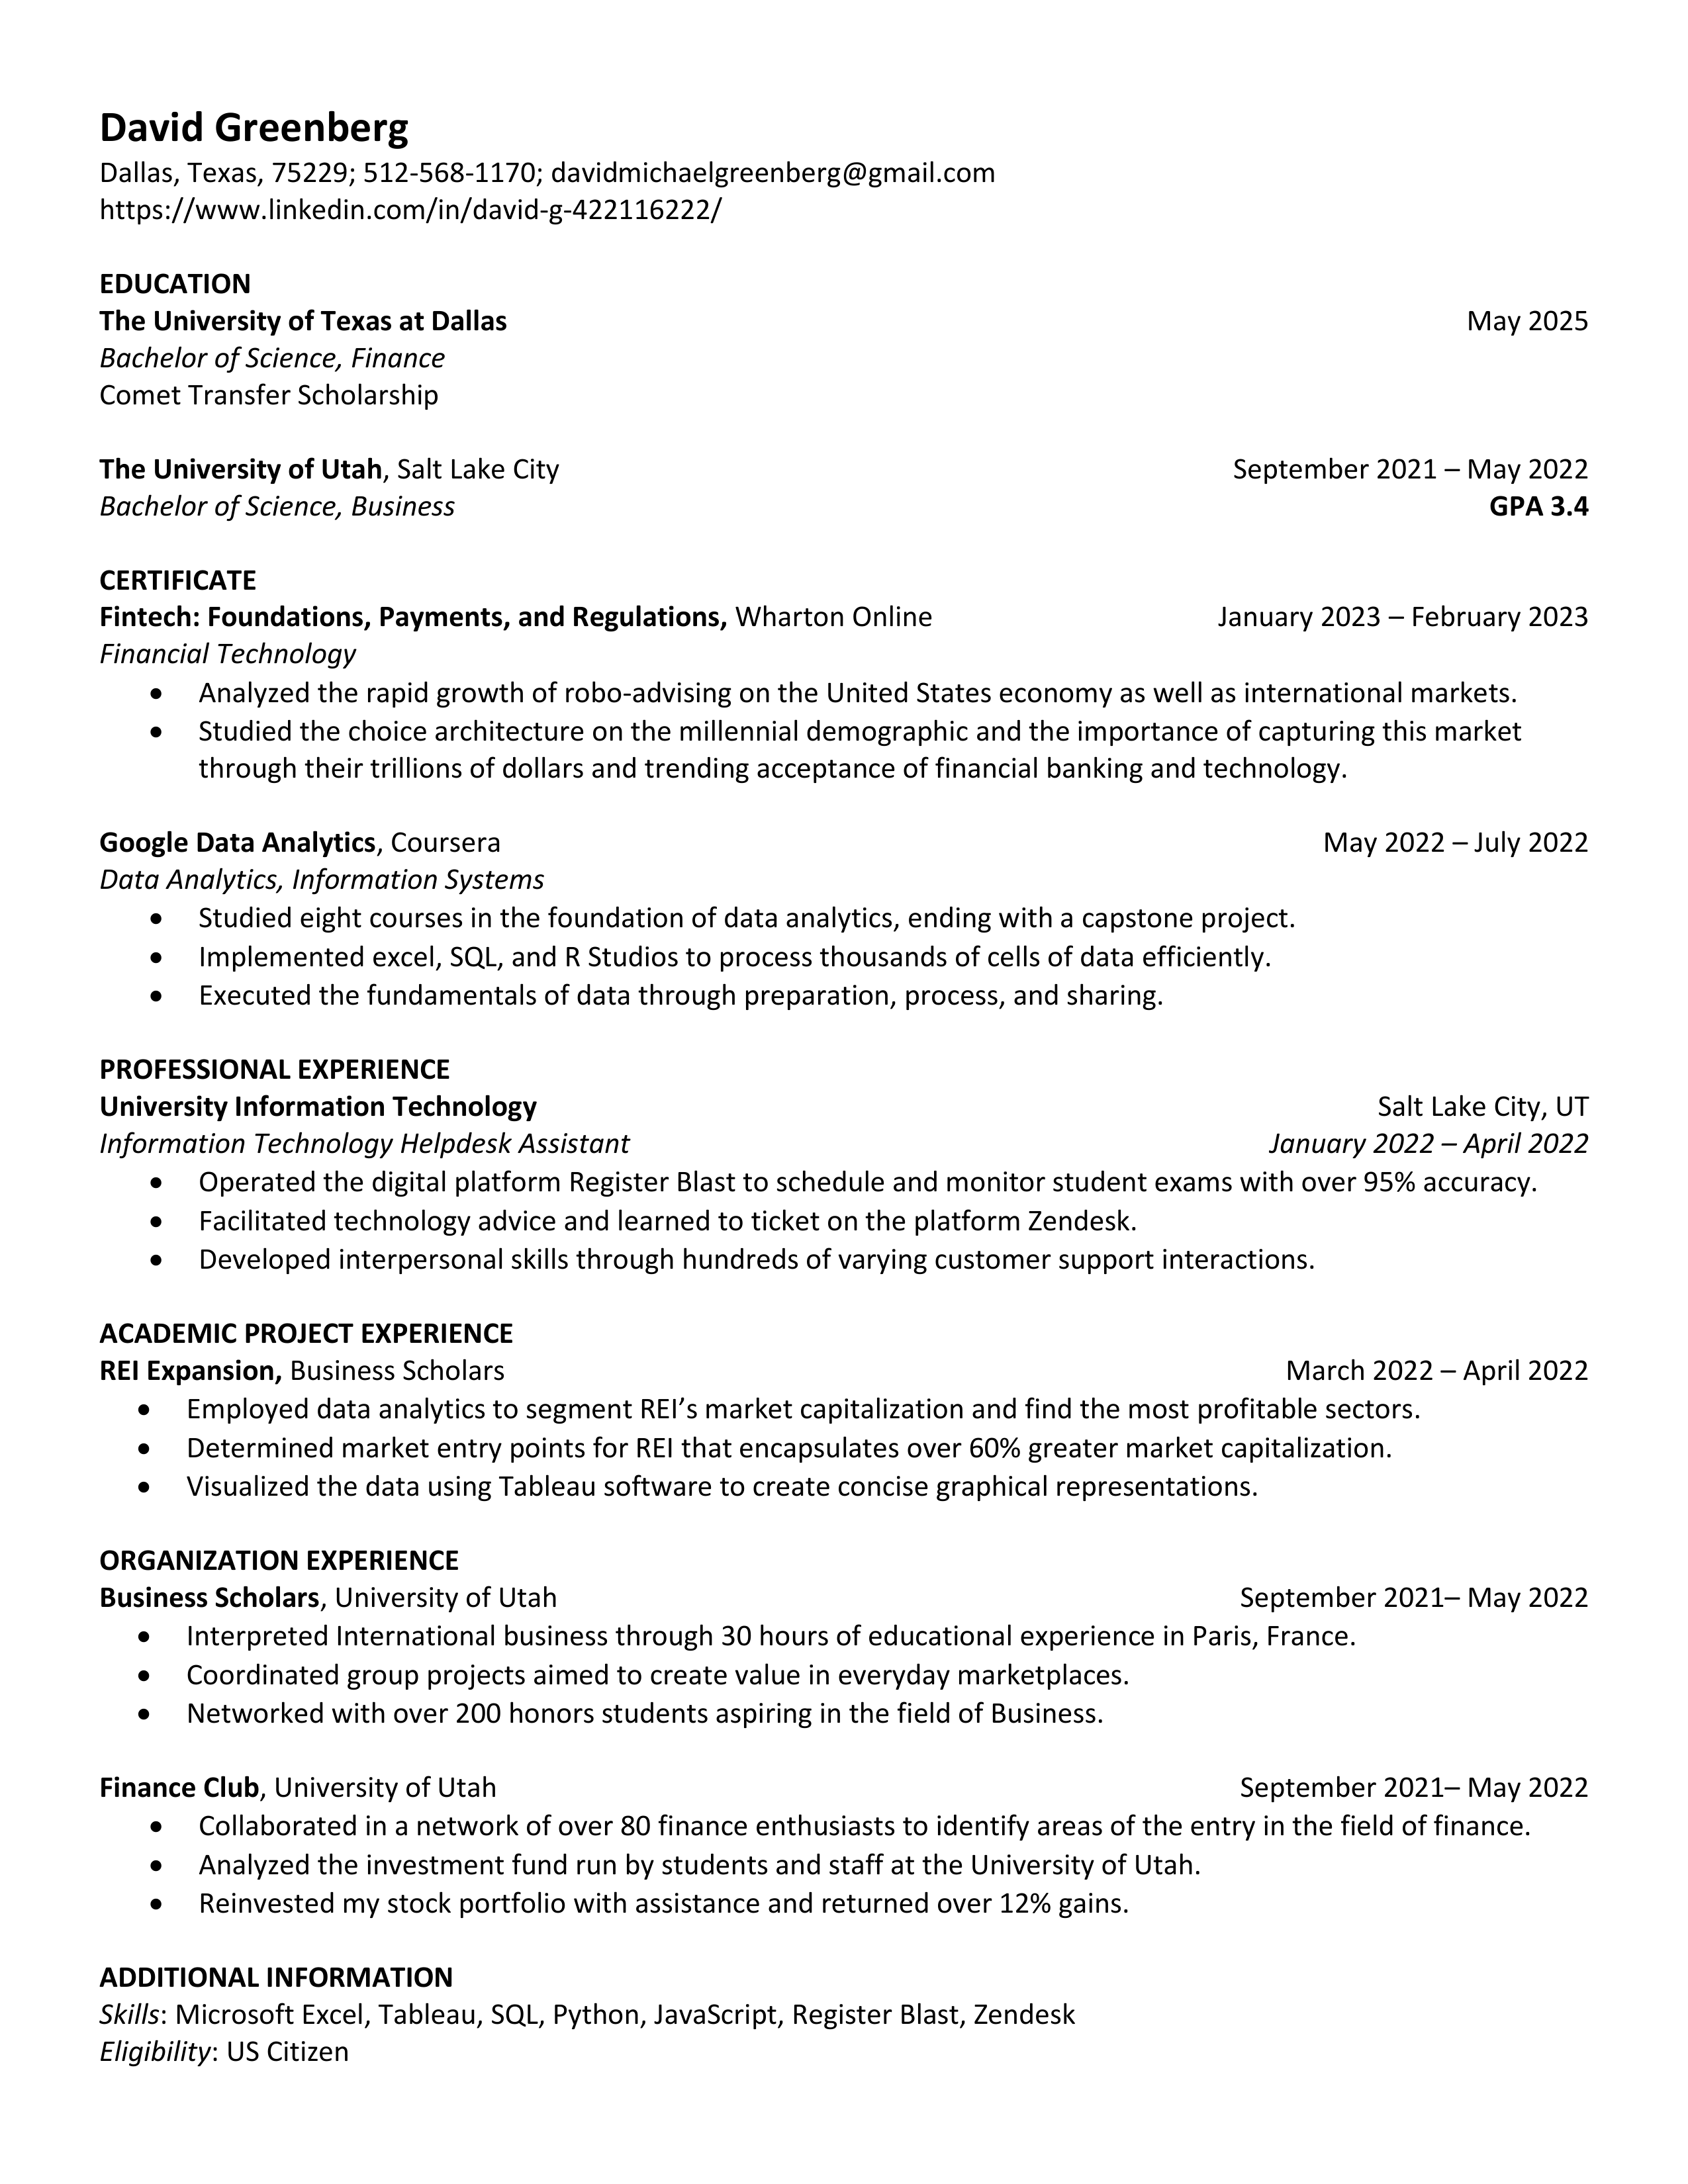 David Greenberg
Dallas, Texas, 75229; 512-568-1170; davidmichaelgreenberg@gmail.com
https://www.linkedin.com/in/david-g-422116222/
EDUCATION
The University of Texas at Dallas May 2025
Bachelor of Science, Finance
Comet Transfer Scholarship
The University of Utah, Salt Lake City September 2021 – May 2022
Bachelor of Science, Business GPA 3.4
CERTIFICATE
Fintech: Foundations, Payments, and Regulations, Wharton Online January 2023 – February 2023
Financial Technology
• Analyzed the rapid growth of robo-advising on the United States economy as well as international markets.
• Studied the choice architecture on the millennial demographic and the importance of capturing this market
through their trillions of dollars and trending acceptance of financial banking and technology.
Google Data Analytics, Coursera May 2022 – July 2022
Data Analytics, Information Systems
• Studied eight courses in the foundation of data analytics, ending with a capstone project.
• Implemented excel, SQL, and R Studios to process thousands of cells of data efficiently.
• Executed the fundamentals of data through preparation, process, and sharing.
PROFESSIONAL EXPERIENCE
University Information Technology Salt Lake City, UT
Information Technology Helpdesk Assistant January 2022 – April 2022
• Operated the digital platform Register Blast to schedule and monitor student exams with over 95% accuracy.
• Facilitated technology advice and learned to ticket on the platform Zendesk.
• Developed interpersonal skills through hundreds of varying customer support interactions.
ACADEMIC PROJECT EXPERIENCE
REI Expansion, Business Scholars March 2022 – April 2022
• Employed data analytics to segment REI’s market capitalization and find the most profitable sectors.
• Determined market entry points for REI that encapsulates over 60% greater market capitalization.
• Visualized the data using Tableau software to create concise graphical representations.
ORGANIZATION EXPERIENCE
Business Scholars, University of Utah September 2021– May 2022
• Interpreted International business through 30 hours of educational experience in Paris, France.
• Coordinated group projects aimed to create value in everyday marketplaces.
• Networked with over 200 honors students aspiring in the field of Business.
Finance Club, University of Utah September 2021– May 2022
• Collaborated in a network of over 80 finance enthusiasts to identify areas of the entry in the field of finance.
• Analyzed the investment fund run by students and staff at the University of Utah.
• Reinvested my stock portfolio with assistance and returned over 12% gains.
ADDITIONAL INFORMATION
Skills: Microsoft Excel, Tableau, SQL, Python, JavaScript, Register Blast, Zendesk
Eligibility: US Citizen